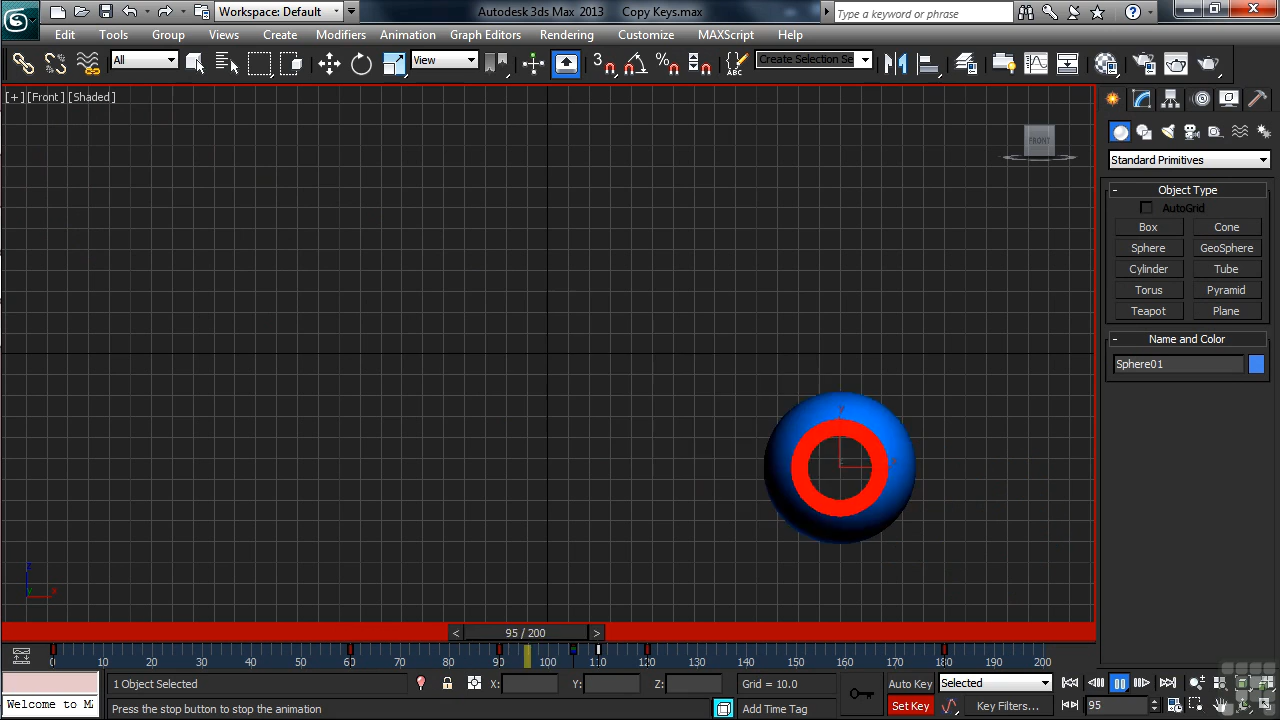 Workspace: Default
Autodesk 3ds Max 2013 Copy Keys.max
Type a keyword or phrase
Edit Tools Group Views Create Modifiers Animation Graph Editors Rendering Customize MAXScript Help
All
View
Create Selection Se
[+] [Front] [Shaded]
FRONT
Standard Primitives
Object Type
AutoGrid
Box Cone
Sphere GeoSphere
Cylinder Tube
Torus Pyramid
Teapot Plane
Name and Color
Sphere01
y
z
x
< 95 / 200 >
0 10 20 30 40 50 60 70 80 90 100 110 120 130 140 150 160 170 180 190 200
1 Object Selected
X: Y: Z:
Grid = 10.0
Auto Key
Selected
Welcome to M
Press the stop button to stop the animation
Add Time Tag
Set Key
Key Filters...
95